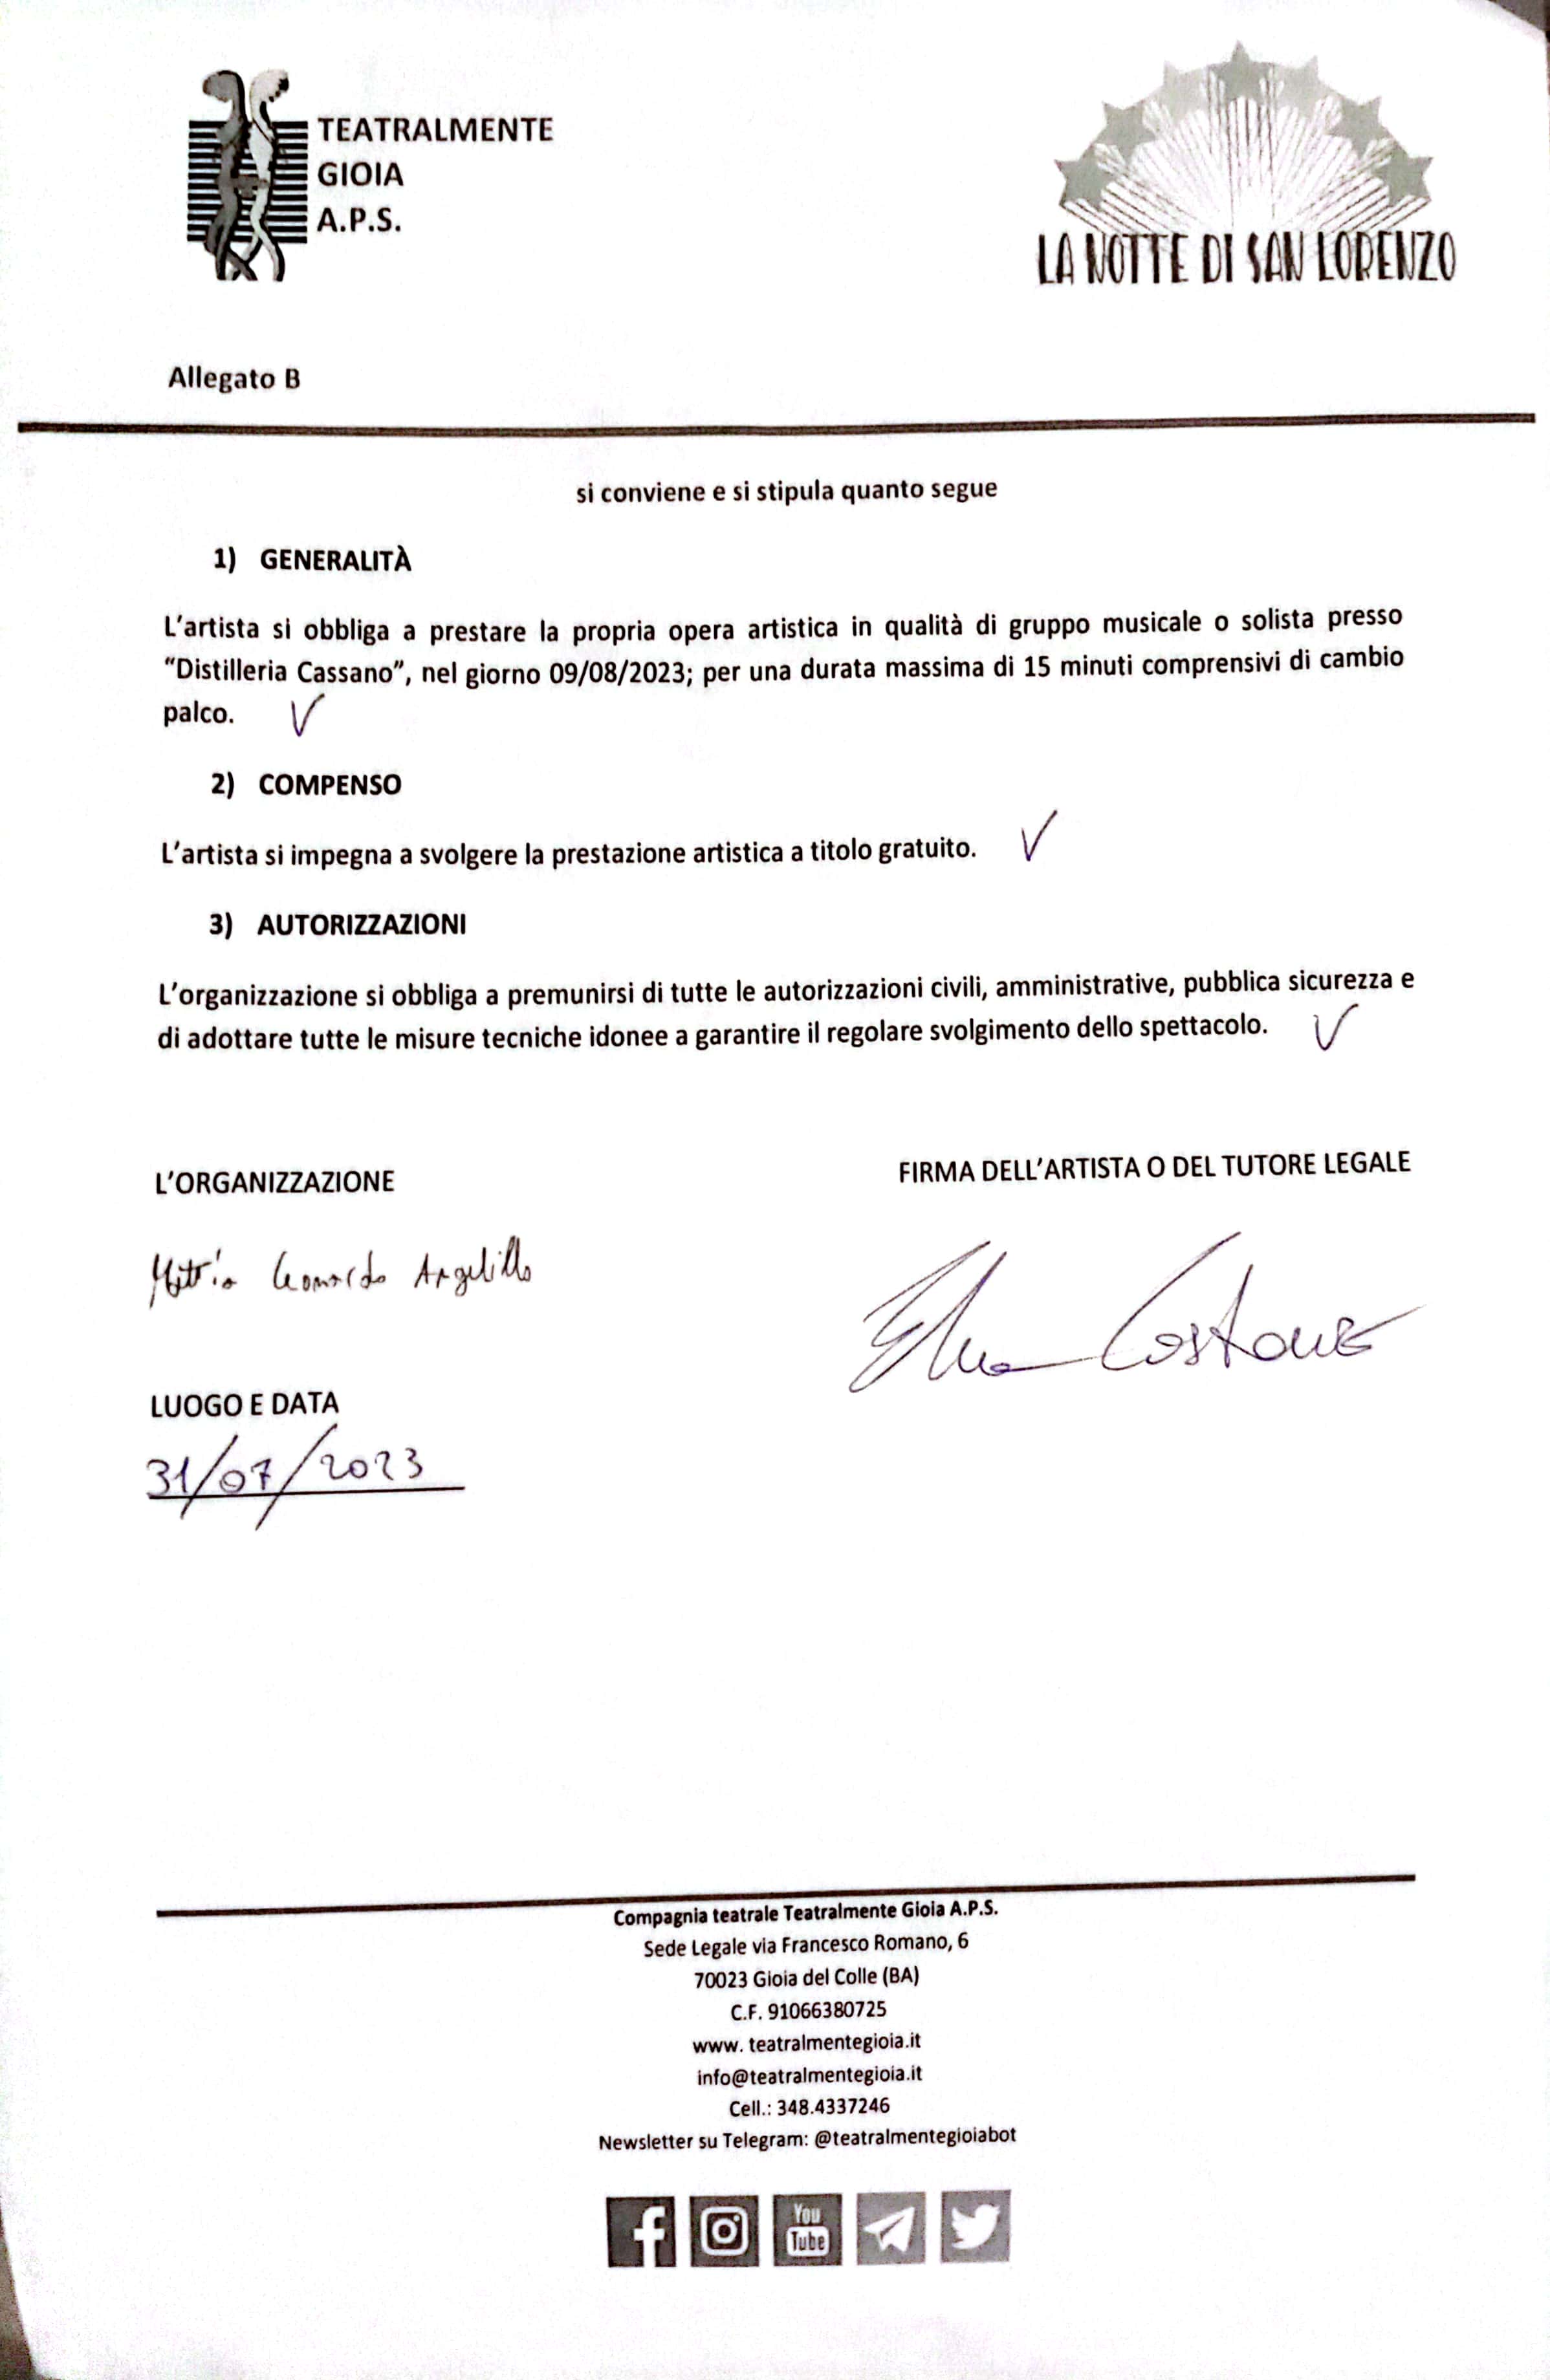 TEATRALMENTE
GIOIA
A.P.S.
LA NOTTE DI SAN LORENZO
Allegato B
si conviene e si stipula quanto segue
1) GENERALITÀ
L'artista si obbliga a prestare la propria opera artistica in qualità di gruppo musicale o solista presso
"Distilleria Cassano", nel giorno 09/08/2023; per una durata massima di 15 minuti comprensivi di cambio
palco. V
2) COMPENSO
L'artista si impegna a svolgere la prestazione artistica a titolo gratuito. V
3) AUTORIZZAZIONI
L'organizzazione si obbliga a premunirsi di tutte le autorizzazioni civili, amministrative, pubblica sicurezza e
di adottare tutte le misure tecniche idonee a garantire il regolare svolgimento dello spettacolo. V
L'ORGANIZZAZIONE
FIRMA DELL'ARTISTA O DEL TUTORE LEGALE
Leonardo Angelillo
LUOGO E DATA
31/07/2023
Compagnia teatrale Teatralmente Gioia A.P.S.
Sede Legale via Francesco Romano, 6
70023 Gioia del Colle (BA)
C.F. 91066380725
www. teatralmentegioia.it
info@teatralmentegioia.it
Cell.: 348.4337246
Newsletter su Telegram: @teatralmentegioiabot
You
Tube